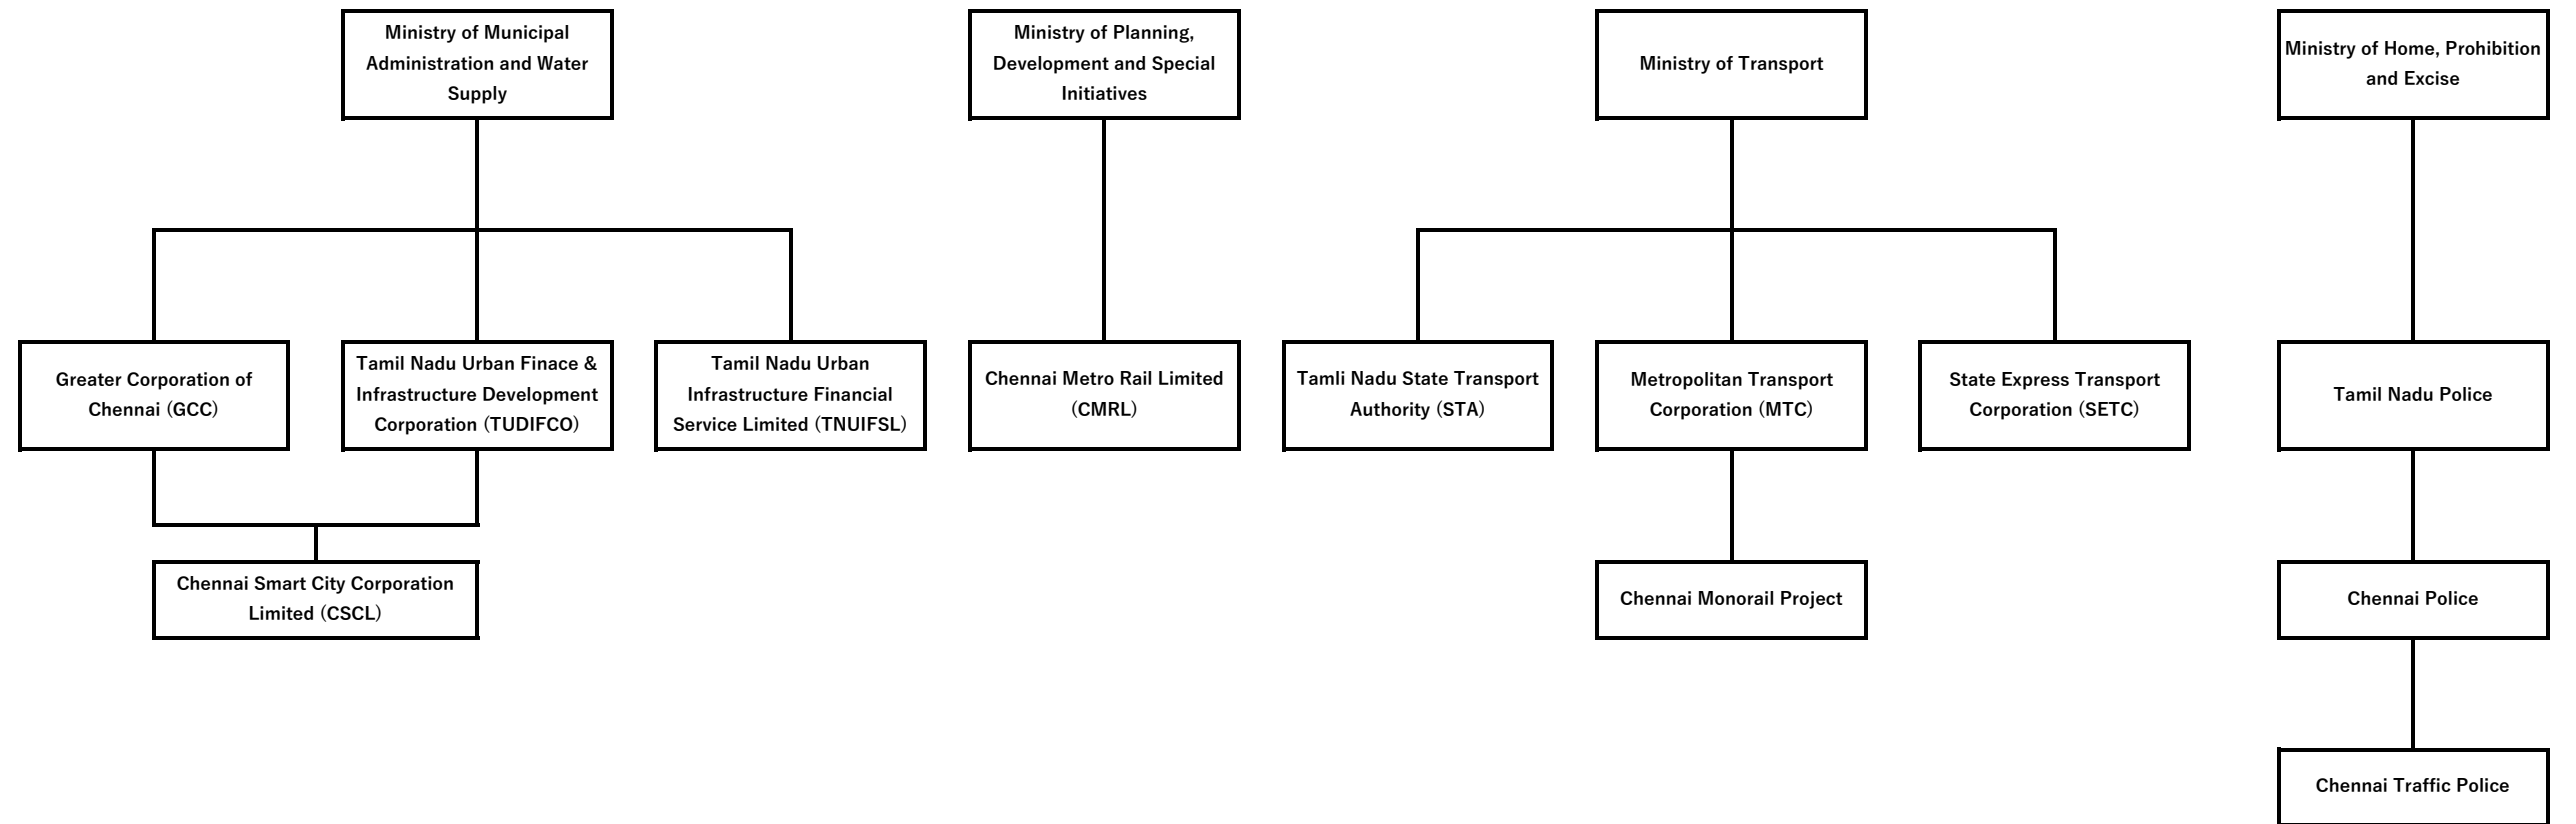 Ministry of Municipal
Administration and Water
Supply
Ministry of Planning,
Development and Special
Initiatives
Ministry of Transport
Ministry of Home, Prohibition
and Excise
Greater Corporation of
Chennai (GCC)
Tamil Nadu Urban Finace &
Infrastructure Development
Corporation (TUDIFCO)
Tamil Nadu Urban
Infrastructure Financial
Service Limited (TNUIFSL)
Chennai Metro Rail Limited
(CMRL)
Tamli Nadu State Transport
Authority (STA)
Metropolitan Transport
Corporation (MTC)
State Express Transport
Corporation (SETC)
Tamil Nadu Police
Chennai Smart City Corporation
Limited (CSCL)
Chennai Monorail Project
Chennai Police
Chennai Traffic Police